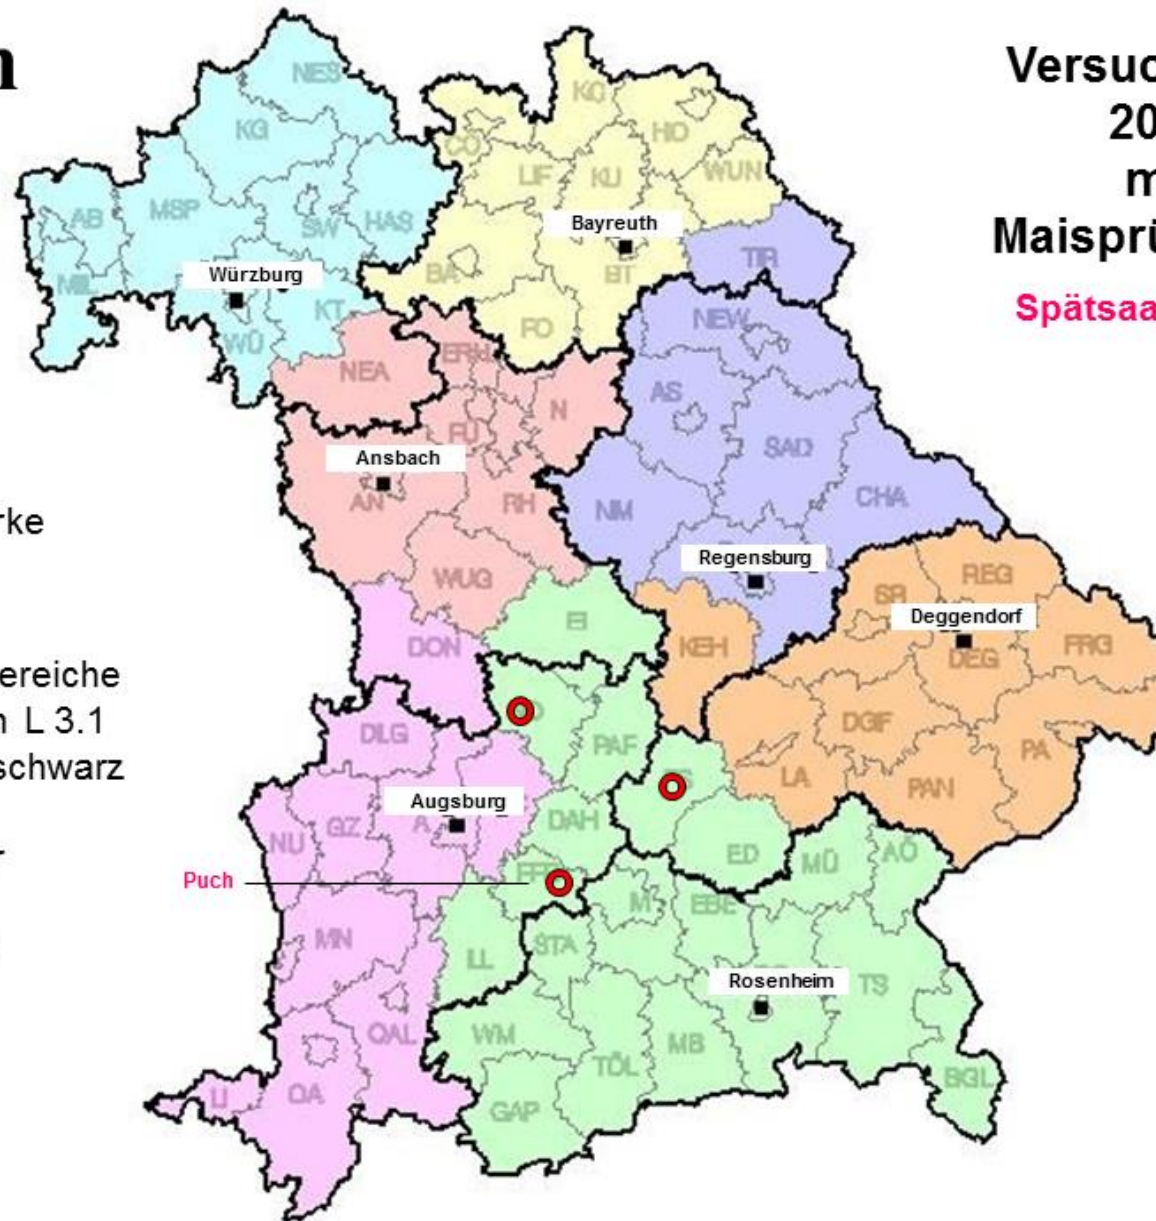 n
Versuc
20
m
Maisprü
Spätsaa
rke
ereiche
n L 3.1
schwarz
r
Puch
NES
KG
AB
MSP
SW
HAS
MIL
Würzburg
KT
WÜ
KC
CO
HO
LIF
KU
WUN
Bayreuth
BA
BT
FO
TIR
NEW
AS
SAD
NM
CHA
Regensburg
NEA
ERH
N
FÜ
Ansbach
AN
RH
WUG
EI
DON
KEH
SR
REG
Deggendorf
DEG
FRG
DGF
PA
LA
PAN
DLG
PAF
Augsburg
A
NU
GZ
DAH
FS
ED
MÜ
AÖ
FFB
M
EBE
MN
LL
STA
Rosenheim
TS
OAL
WM
MB
TÖL
BGL
LI
OA
GAP